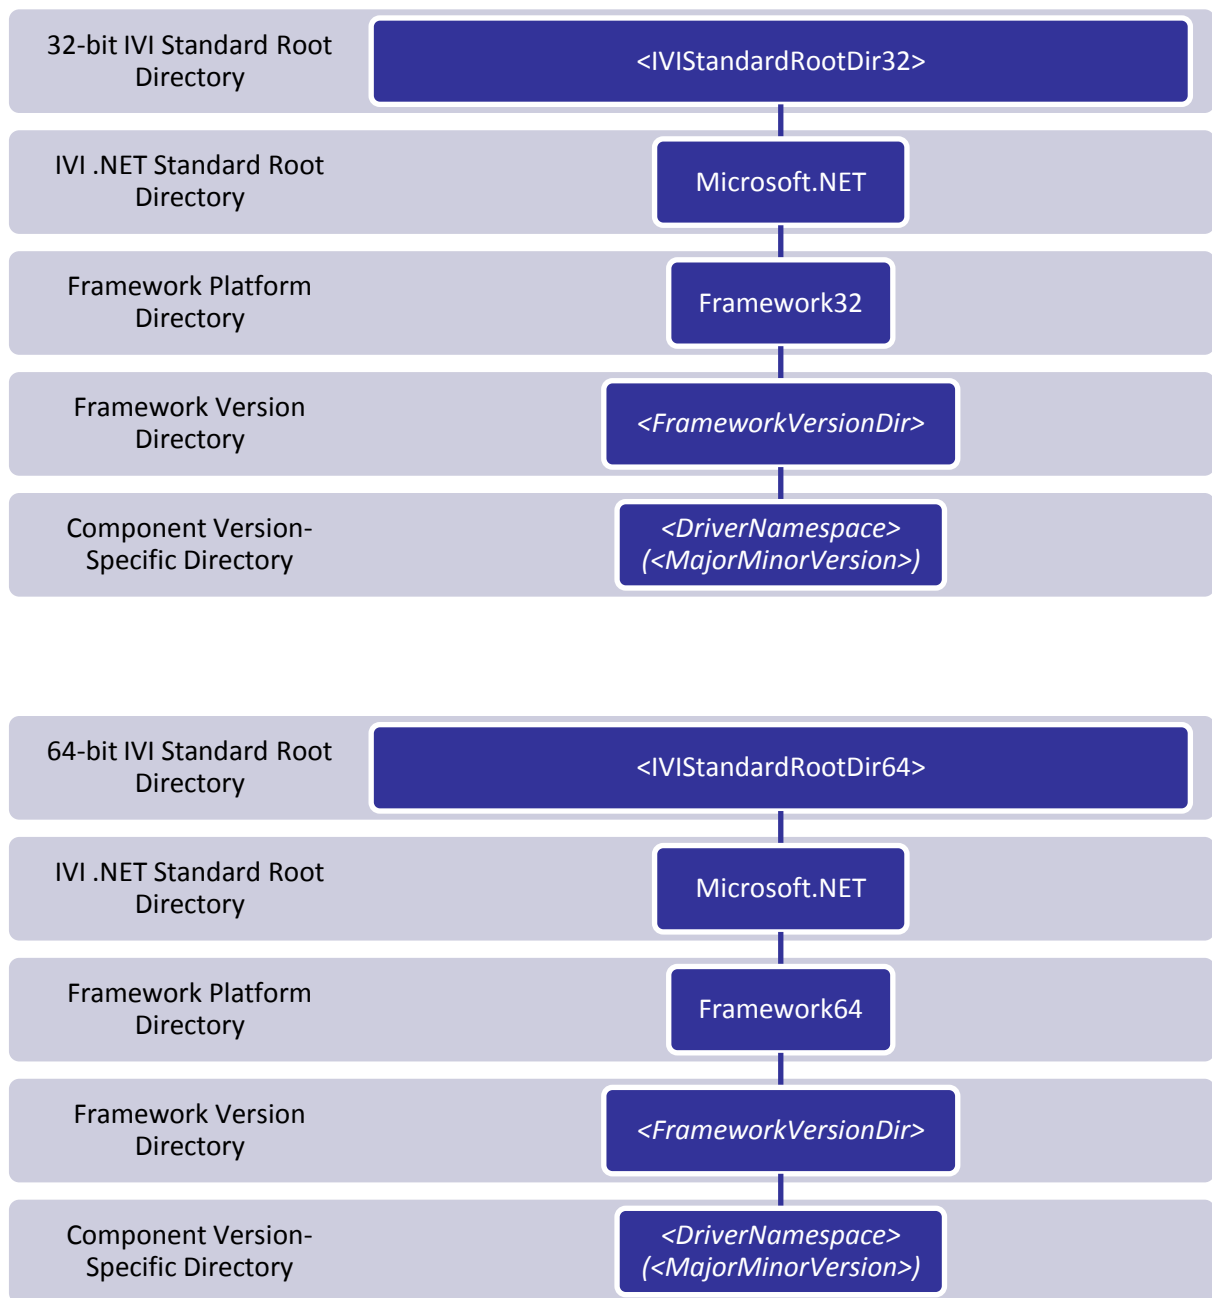 32-bit IVI Standard Root
Directory
<IVIStandardRootDir32>
IVI .NET Standard Root
Directory
Microsoft.NET
Framework Platform
Directory
Framework32
Framework Version
Directory
<FrameworkVersionDir>
Component Version-
Specific Directory
<DriverNamespace>
(<MajorMinorVersion>)
64-bit IVI Standard Root
Directory
<IVIStandardRootDir64>
IVI .NET Standard Root
Directory
Microsoft.NET
Framework Platform
Directory
Framework64
Framework Version
Directory
<FrameworkVersionDir>
Component Version-
Specific Directory
<DriverNamespace>
(<MajorMinorVersion>)